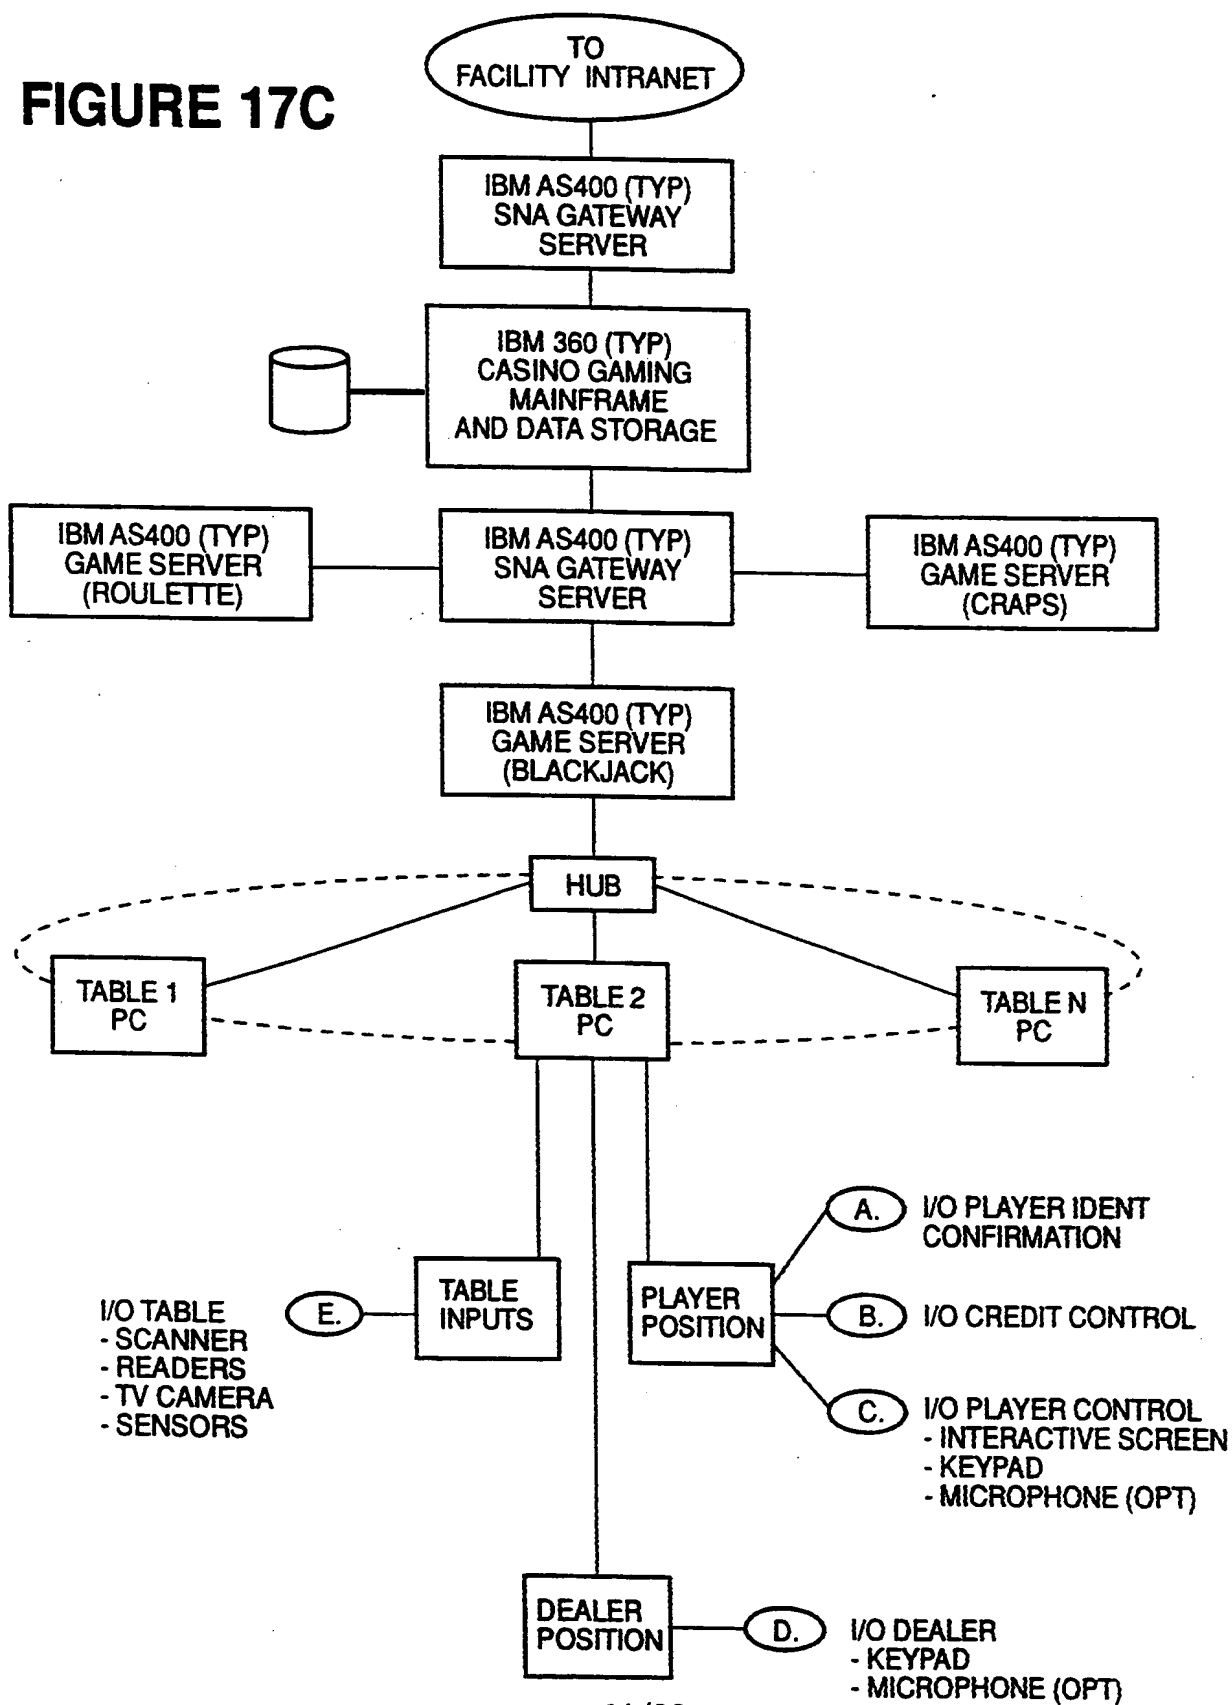 FIGURE 17C
TO
FACILITY INTRANET
IBM AS400 (TYP)
SNA GATEWAY
SERVER
IBM 360 (TYP)
CASINO GAMING
MAINFRAME
AND DATA STORAGE
IBM AS400 (TYP)
GAME SERVER
(ROULETTE)
IBM AS400 (TYP)
SNA GATEWAY
SERVER
IBM AS400 (TYP)
GAME SERVER
(CRAPS)
IBM AS400 (TYP)
GAME SERVER
(BLACKJACK)
HUB
TABLE 1
PC
TABLE 2
PC
TABLE N
PC
I/O TABLE
- SCANNER
- READERS
- TV CAMERA
- SENSORS
E.
TABLE
INPUTS
PLAYER
POSITION
A.
I/O PLAYER IDENT
CONFIRMATION
B.
I/O CREDIT CONTROL
C.
I/O PLAYER CONTROL
- INTERACTIVE SCREEN
- KEYPAD
- MICROPHONE (OPT)
DEALER
POSITION
D.
I/O DEALER
- KEYPAD
- MICROPHONE (OPT)